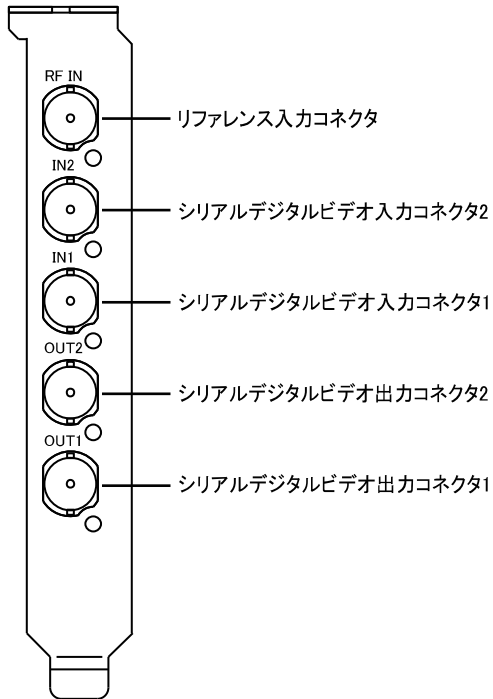 RF IN
リファレンス入力コネクタ
IN2
シリアルデジタルビデオ入力コネクタ2
IN1
シリアルデジタルビデオ入力コネクタ1
OUT2
シリアルデジタルビデオ出力コネクタ2
OUT1
シリアルデジタルビデオ出力コネクタ1